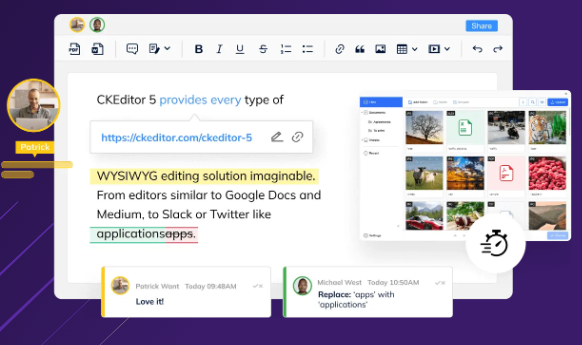 Share
B I U S
CKEditor 5 provides every type of
https://ckeditor.com/ckeditor-5
Patrick
WYSIWYG editing solution imaginable.
From editors similar to Google Docs and
Medium, to Slack or Twitter like
applicationsapps.
Patrick Want Today 09:48AM
Love it!
Michael West Today 10:50AM
Replace: 'apps' with
'applications'